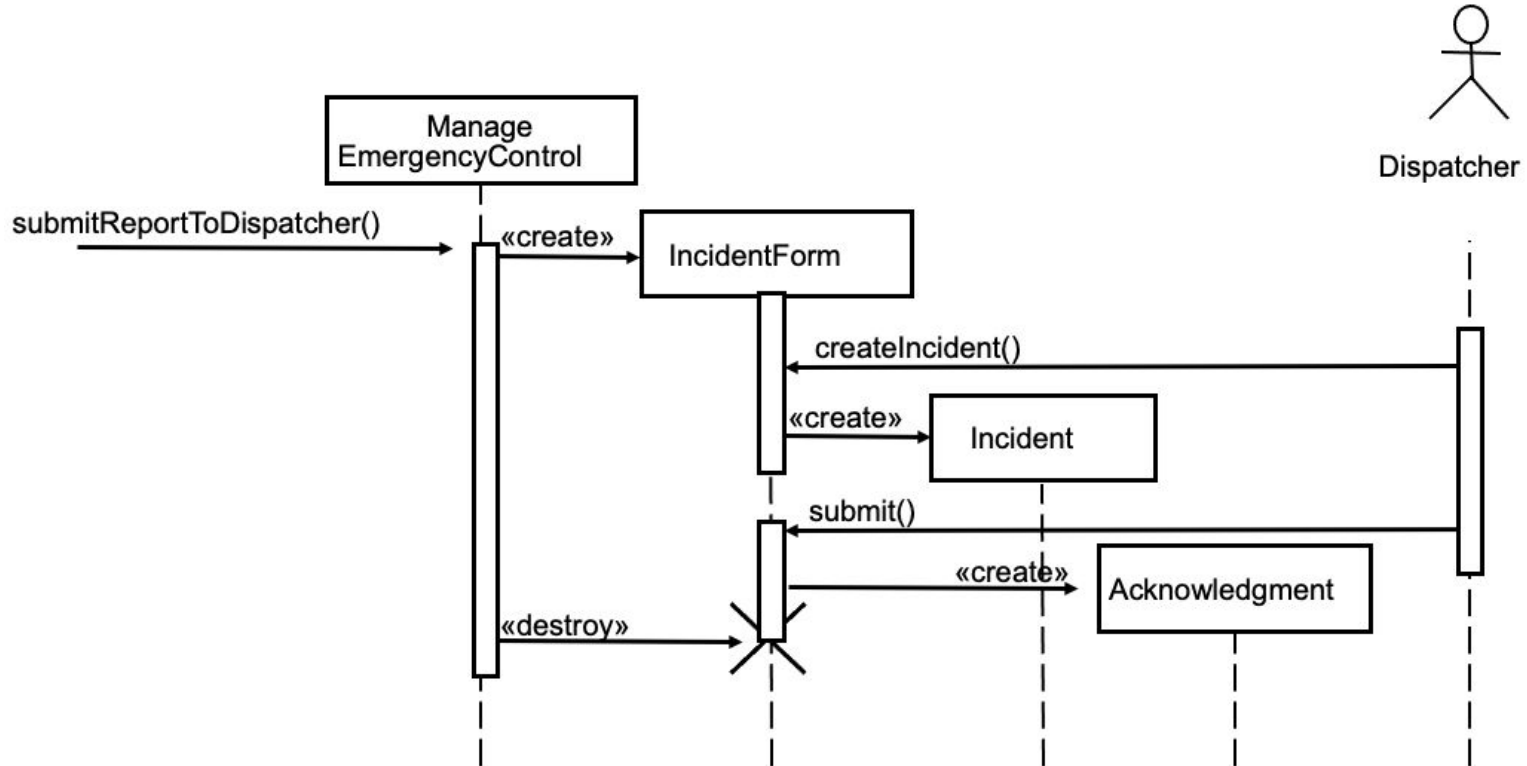 Manage
EmergencyControl
Dispatcher
submitReportToDispatcher()
«create»
IncidentForm
createIncident()
«create»
Incident
submit()
«create»
Acknowledgment
«destroy»